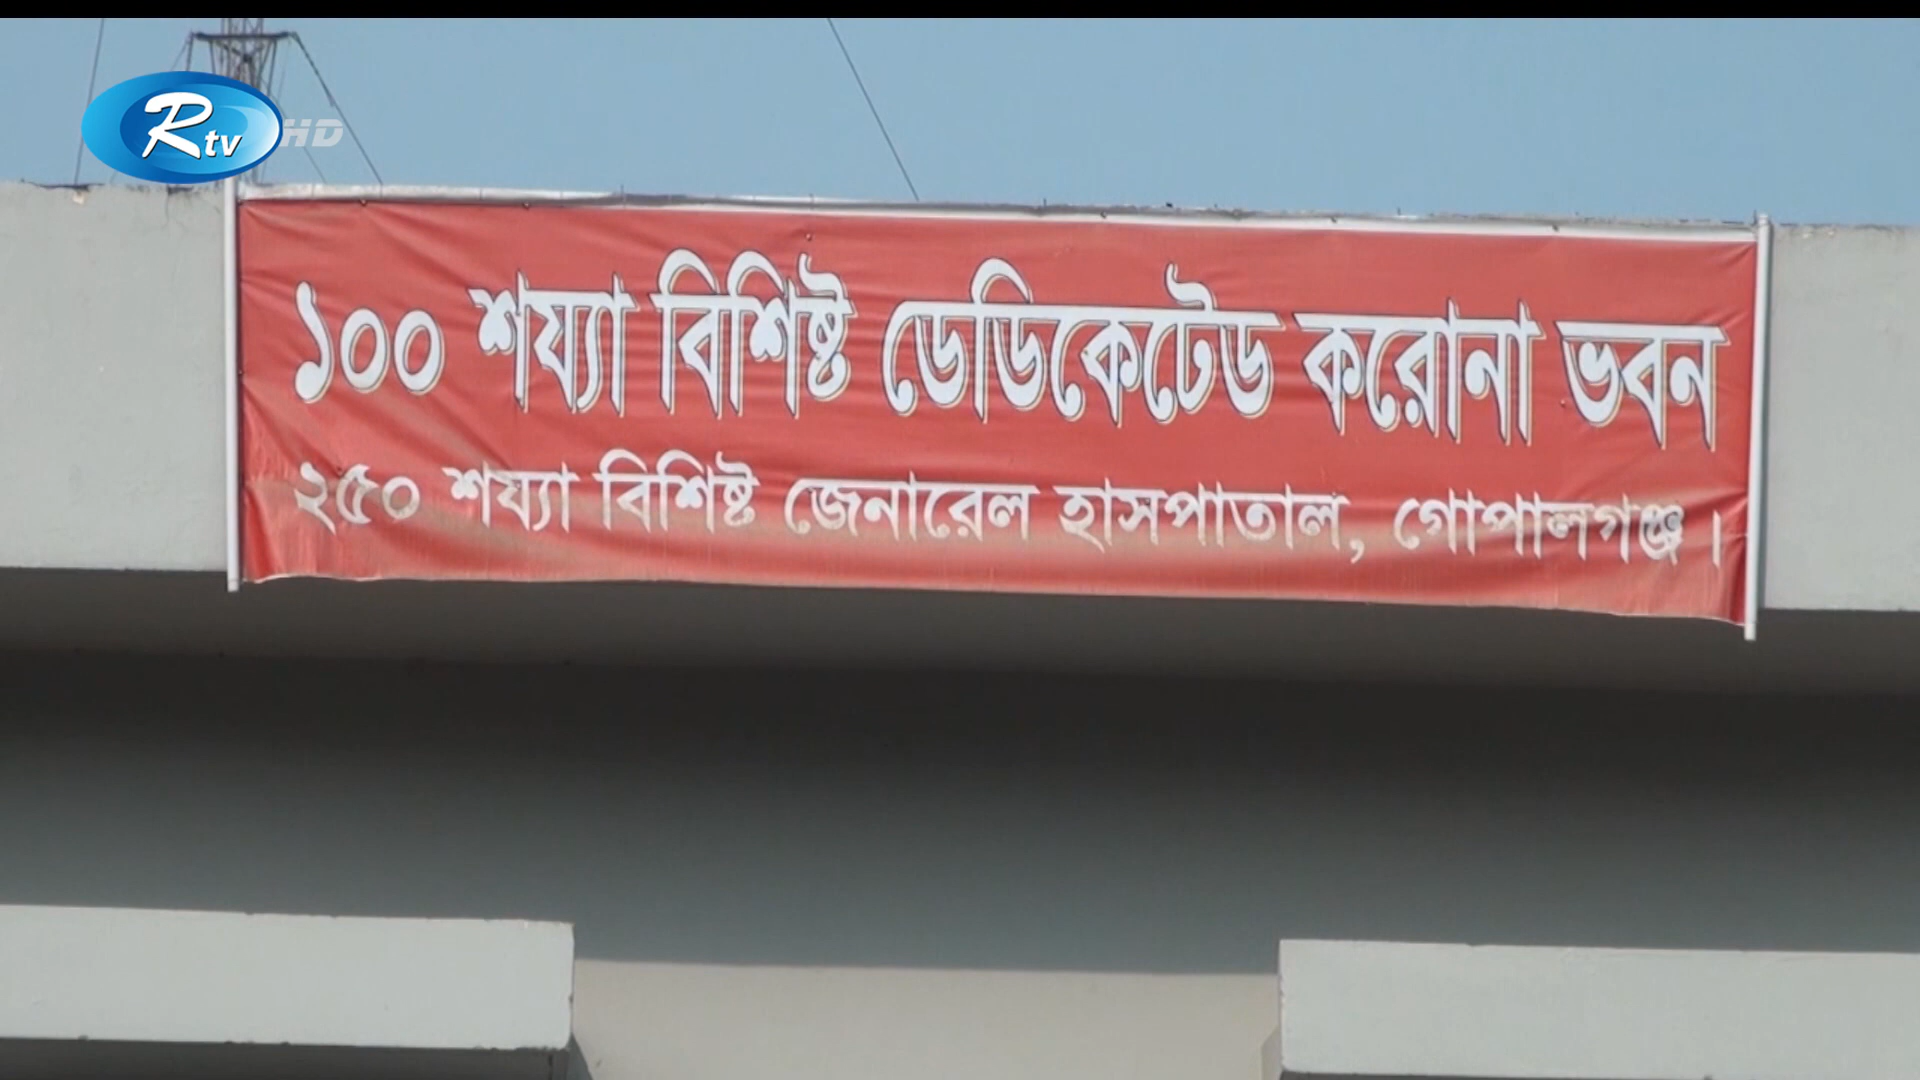 Rtv HD
১০০ শয্যা বিশিষ্ট ডেডিকেটেড করোনা ভবন
২৫০ শয্যা বিশিষ্ট জেনারেল হাসপাতাল, গোপালগঞ্জ।